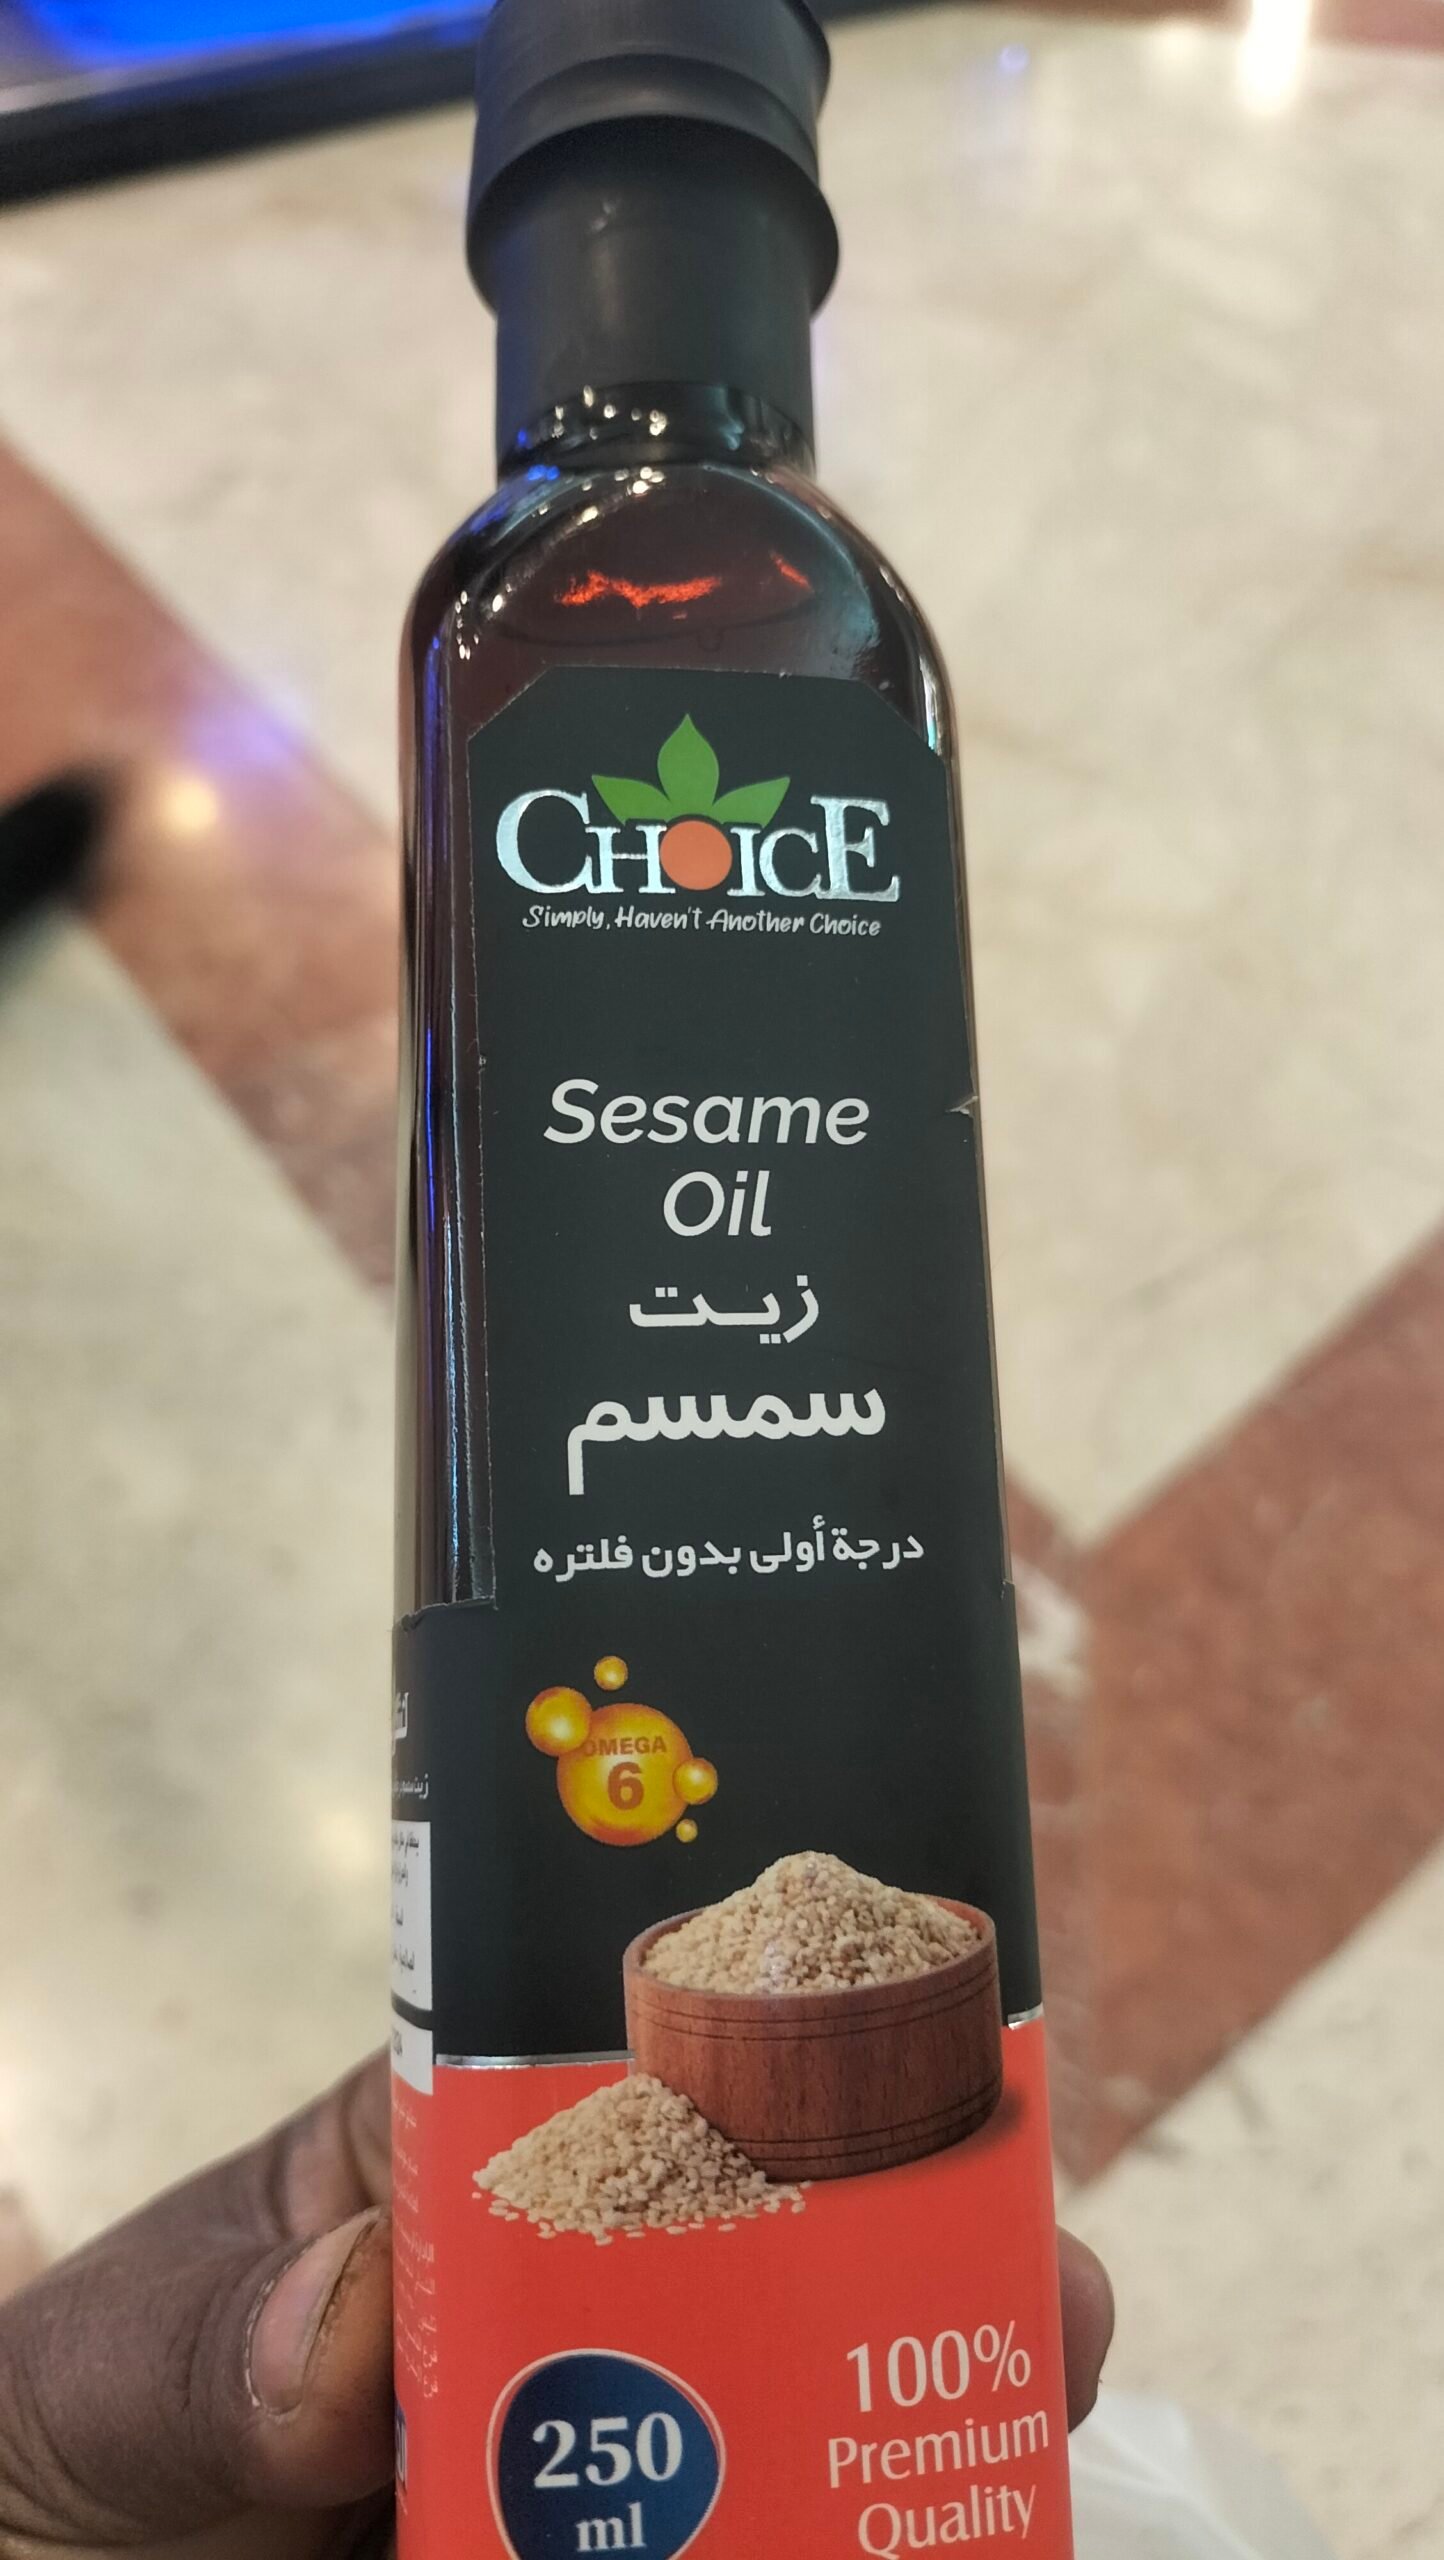 CHOICE
Simply, Haven't Another Choice
Sesame
Oil
زيت
سمسم
درجة أولى بدون فلتره
OMEGA
6
250
ml
100%
Premium
Quality